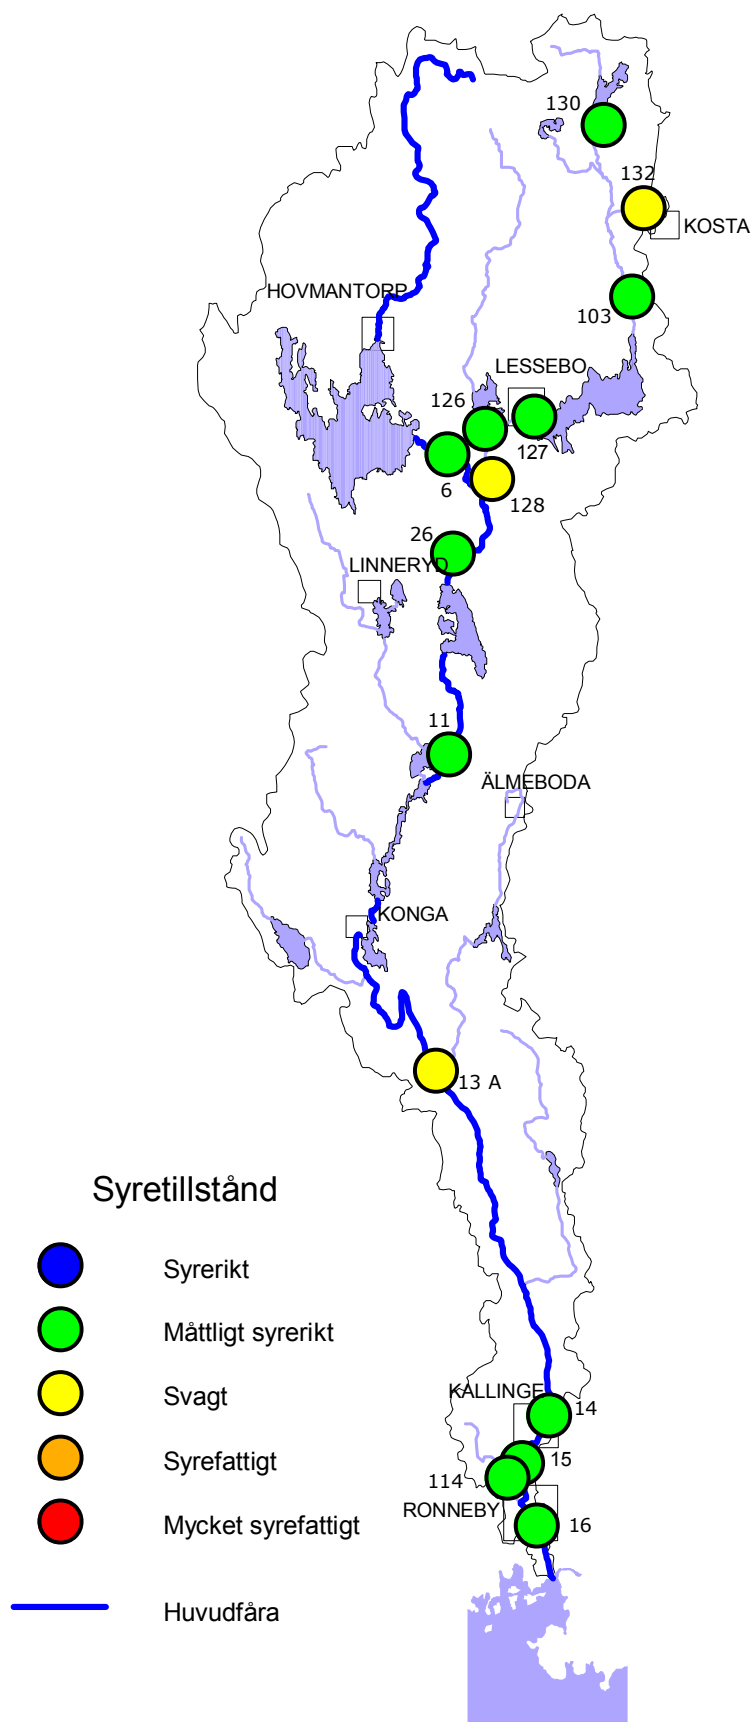 130
132
KOSTA
HOVMANTORP
103
LESSEBO
126
127
6
128
26
LINNERYD
11
ÄLMEBODA
KONGA
13 A
Syretillstånd
Syrerikt
Måttligt syrerikt
Svagt
Syrefattigt
Mycket syrefattigt
Huvudfåra
KALLINGE
14
15
114
RONNEBY
16